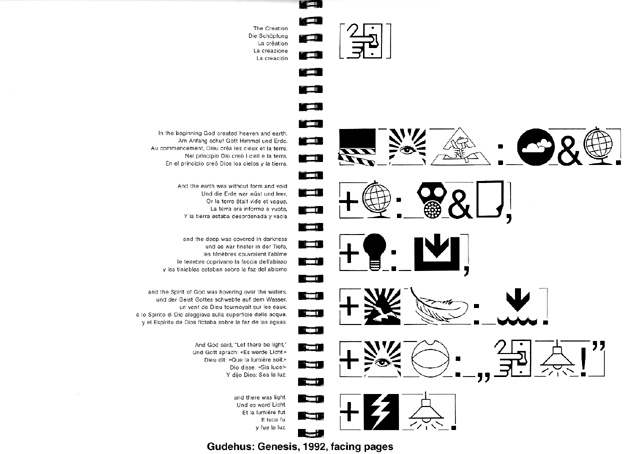 The Creation
Die Schöpfung
La création
La creazione
La creación
In the beginning God created heaven and earth.
Am Anfang schuf Gott Himmel und Erde.
Au commencement, Dieu créa les cieux et la terre.
Nel principio Dio creò i cieli e la terra.
En el principio creó Dios los cielos y la tierra.
: & .
And the earth was without form and void
Und die Erde war wüst und leer,
Or la terre était vide et vague,
La terra era informe e vuota,
Y la tierra estaba desordenada y vacía
+ : & ,
and the deep was covered in darkness
und es war finster in der Tiefe,
les ténèbres couvraient l'abîme
le tenebre coprivano la faccia dell'abisso
y las tinieblas estaban sobre la faz del abismo
+ : ,
and the Spirit of God was hovering over the waters.
und der Geist Gottes schwebte auf dem Wasser.
un vent de Dieu tournoyait sur les eaux.
e lo Spirito di Dio aleggiava sulla superficie delle acqua.
y el Espíritu de Dios flotaba sobre la faz de las aguas.
+ : .
And God said, "Let there be light,"
Und Gott sprach: «Es werde Licht.»
Dieu dit: «Que la lumière soit.»
Dio disse: «Sia luce!»
Y dijo Dios: Sea la luz.
+ : „ !”
and there was light.
Und es ward Licht.
Et la lumière fut.
E luce fu.
y fue la luz.
+ .
Gudehus: Genesis, 1992, facing pages